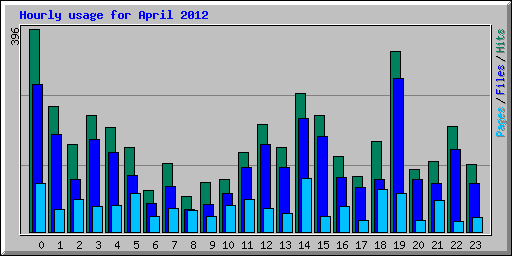 Hourly usage for April 2012
396
Pages / Files / Hits
0 1 2 3 4 5 6 7 8 9 10 11 12 13 14 15 16 17 18 19 20 21 22 23